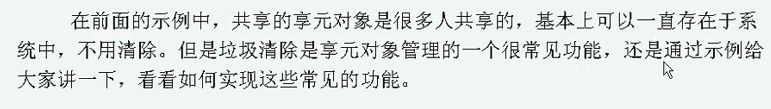 在前面的示例中，共享的享元对象是很多人共享的，基本上可以一直存在于系
统中，不用清除。但是垃圾清除是享元对象管理的一个很常见功能，还是通过示例给
大家讲一下，看看如何实现这些常见的功能。